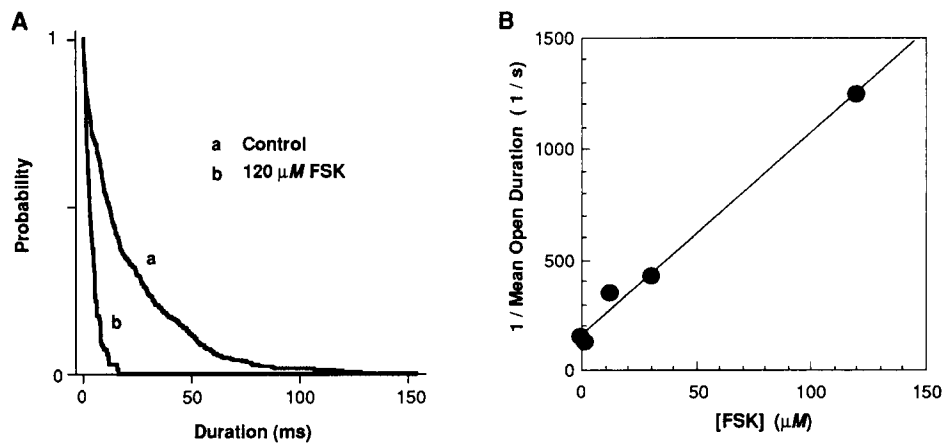 A
1
Probability
0
a Control
b 120 μM FSK
a
b
0 50 100 150
Duration (ms)
B
1 / Mean Open Duration ( 1 / s)
1500
1000
500
0
0 50 100 150
[FSK] (μM)